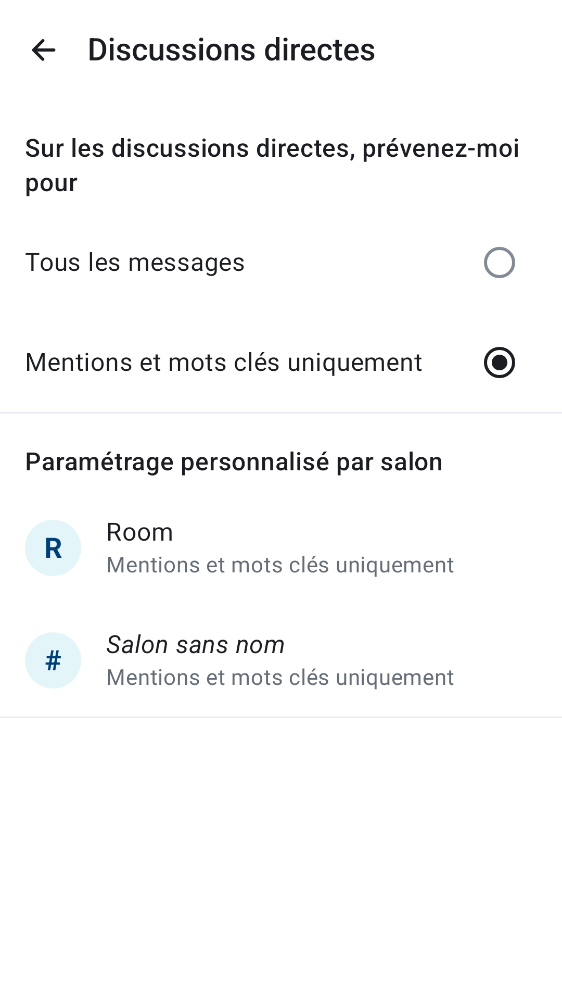 Discussions directes
Sur les discussions directes, prévenez-moi
pour
Tous les messages
Mentions et mots clés uniquement
Paramétrage personnalisé par salon
R
Room
Mentions et mots clés uniquement
#
Salon sans nom
Mentions et mots clés uniquement